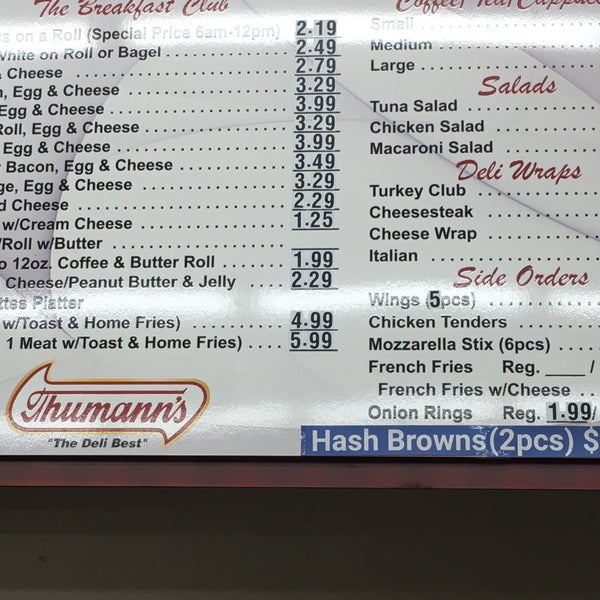 The Breakfast Club
on a Roll (Special Price 6am-12pm) 2.19
White on Roll or Bagel 2.49
& Cheese 2.79
Egg & Cheese 3.29
Egg & Cheese 3.99
Roll, Egg & Cheese 3.29
Egg & Cheese 3.99
Bacon, Egg & Cheese 3.49
Egg & Cheese 3.29
Cheese 2.29
w/Cream Cheese 1.25
/Roll w/Butter
12oz. Coffee & Butter Roll 1.99
Cheese/Peanut Butter & Jelly 2.29
Platter
w/Toast & Home Fries) 4.99
1 Meat w/Toast & Home Fries) 5.99
Thumann's
"The Deli Best"
Coffee/Tea/
Small
Medium
Large
Salads
Tuna Salad
Chicken Salad
Macaroni Salad
Deli Wraps
Turkey Club
Cheesesteak
Cheese Wrap
Italian
Side Orders
Wings (5pcs)
Chicken Tenders
Mozzarella Stix (6pcs)
French Fries Reg. ____ /
French Fries w/Cheese
Onion Rings Reg. 1.99/
Hash Browns(2pcs) $